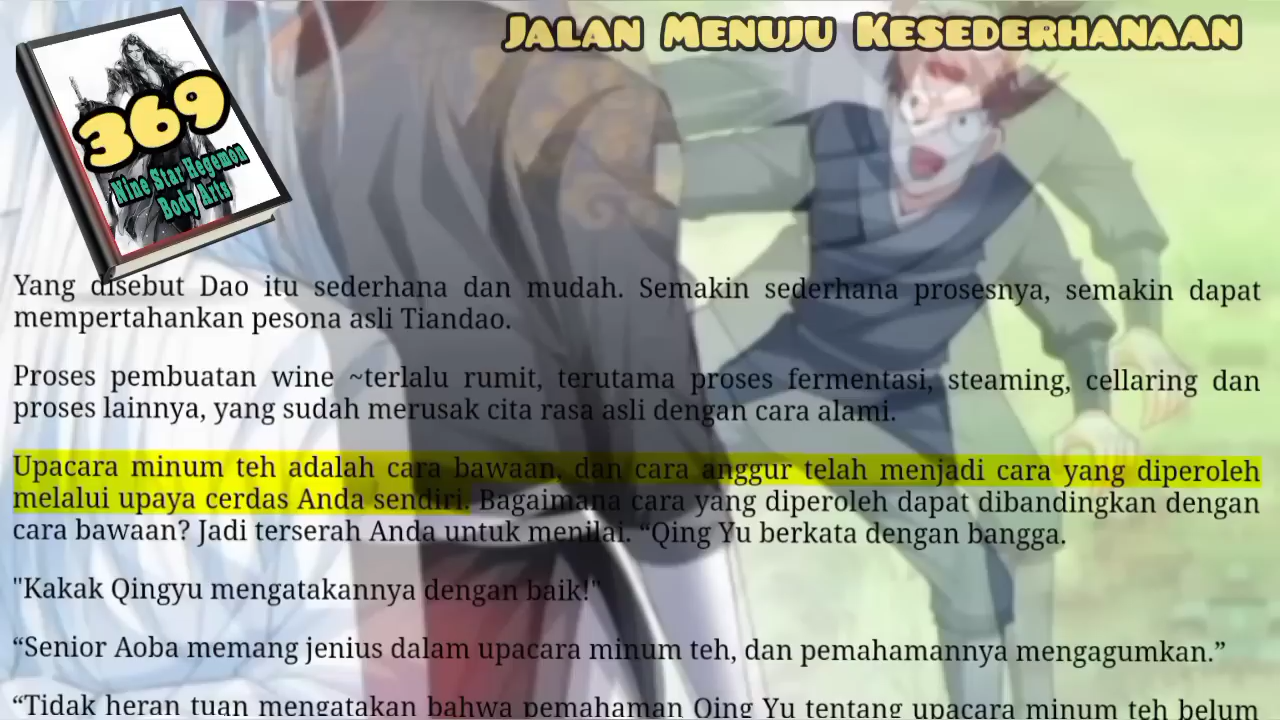 Jalan Menuju Kesederhanaan
369
Nine Star Hegemon
Body Arts
Yang disebut Dao itu sederhana dan mudah. Semakin sederhana prosesnya, semakin dapat
mempertahankan pesona asli Tiandao.
Proses pembuatan wine ~terlalu rumit, terutama proses fermentasi, steaming, cellaring dan
proses lainnya, yang sudah merusak cita rasa asli dengan cara alami.
Upacara minum teh adalah cara bawaan, dan cara anggur telah menjadi cara yang diperoleh
melalui upaya cerdas Anda sendiri. Bagaimana cara yang diperoleh dapat dibandingkan dengan
cara bawaan? Jadi terserah Anda untuk menilai. “Qing Yu berkata dengan bangga.
"Kakak Qingyu mengatakannya dengan baik!"
“Senior Aoba memang jenius dalam upacara minum teh, dan pemahamannya mengagumkan.”
“Tidak heran tuan mengatakan bahwa pemahaman Qing Yu tentang upacara minum teh belum